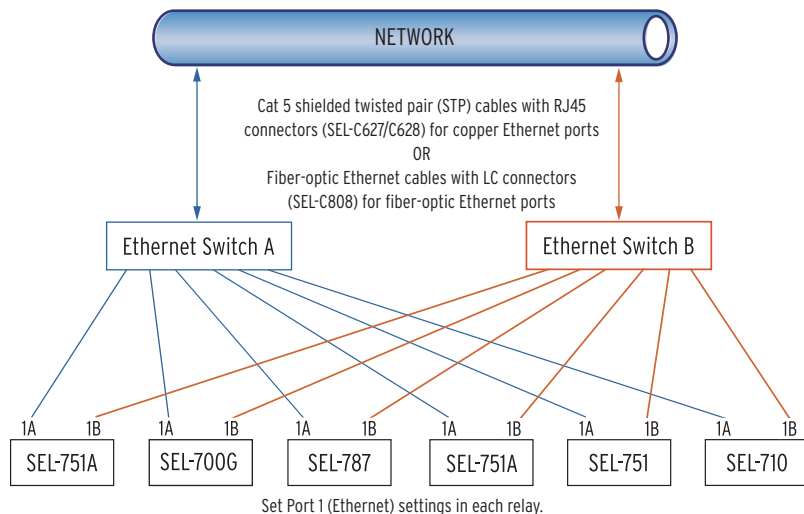 NETWORK
Cat 5 shielded twisted pair (STP) cables with RJ45
connectors (SEL-C627/C628) for copper Ethernet ports
OR
Fiber-optic Ethernet cables with LC connectors
(SEL-C808) for fiber-optic Ethernet ports
Ethernet Switch A
Ethernet Switch B
1A 1B 1A 1B 1A 1B 1A 1B 1A 1B 1A 1B
SEL-751A SEL-700G SEL-787 SEL-751A SEL-751 SEL-710
Set Port 1 (Ethernet) settings in each relay.